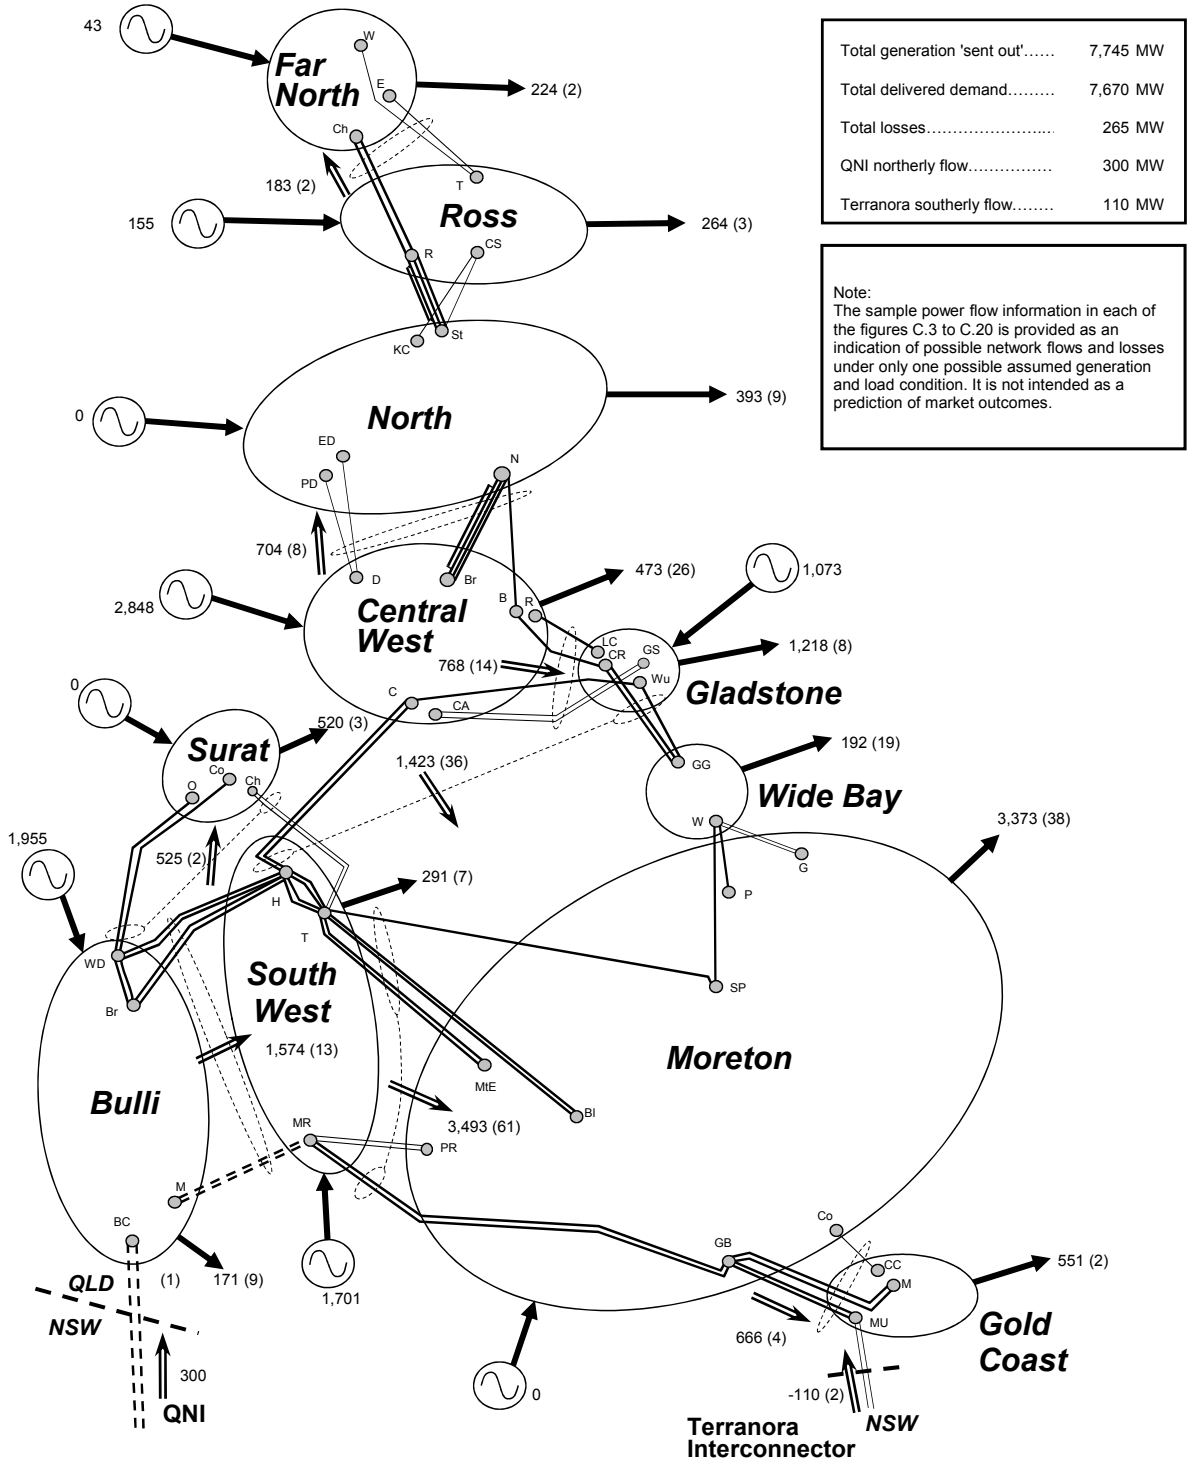 43
W
Far
North
E
224 (2)
Ch
183 (2)
T
155
Ross
264 (3)
CS
R
St
KC
0
North
393 (9)
ED
N
PD
704 (8)
D
Br
2,848
Central
West
B
R
473 (26)
1,073
LC
CR
GS
1,218 (8)
768 (14)
Wu
Gladstone
C
CA
0
520 (3)
Surat
Co
Ch
O
1,423 (36)
GG
192 (19)
Wide Bay
W
G
3,373 (38)
P
1,955
525 (2)
291 (7)
H
T
WD
South
West
SP
Br
1,574 (13)
Moreton
MtE
Bulli
BI
3,493 (61)
MR
PR
M
BC
Co
GB
CC
M
551 (2)
QLD
(1)
171 (9)
1,701
NSW
MU
Gold
Coast
666 (4)
300
QNI
0
-110 (2)
NSW
Terranora
Interconnector
Total generation 'sent out'...... 7,745 MW
Total delivered demand......... 7,670 MW
Total losses........................ 265 MW
QNI northerly flow................ 300 MW
Terranora southerly flow........ 110 MW
Note:
The sample power flow information in each of
the figures C.3 to C.20 is provided as an
indication of possible network flows and losses
under only one possible assumed generation
and load condition. It is not intended as a
prediction of market outcomes.